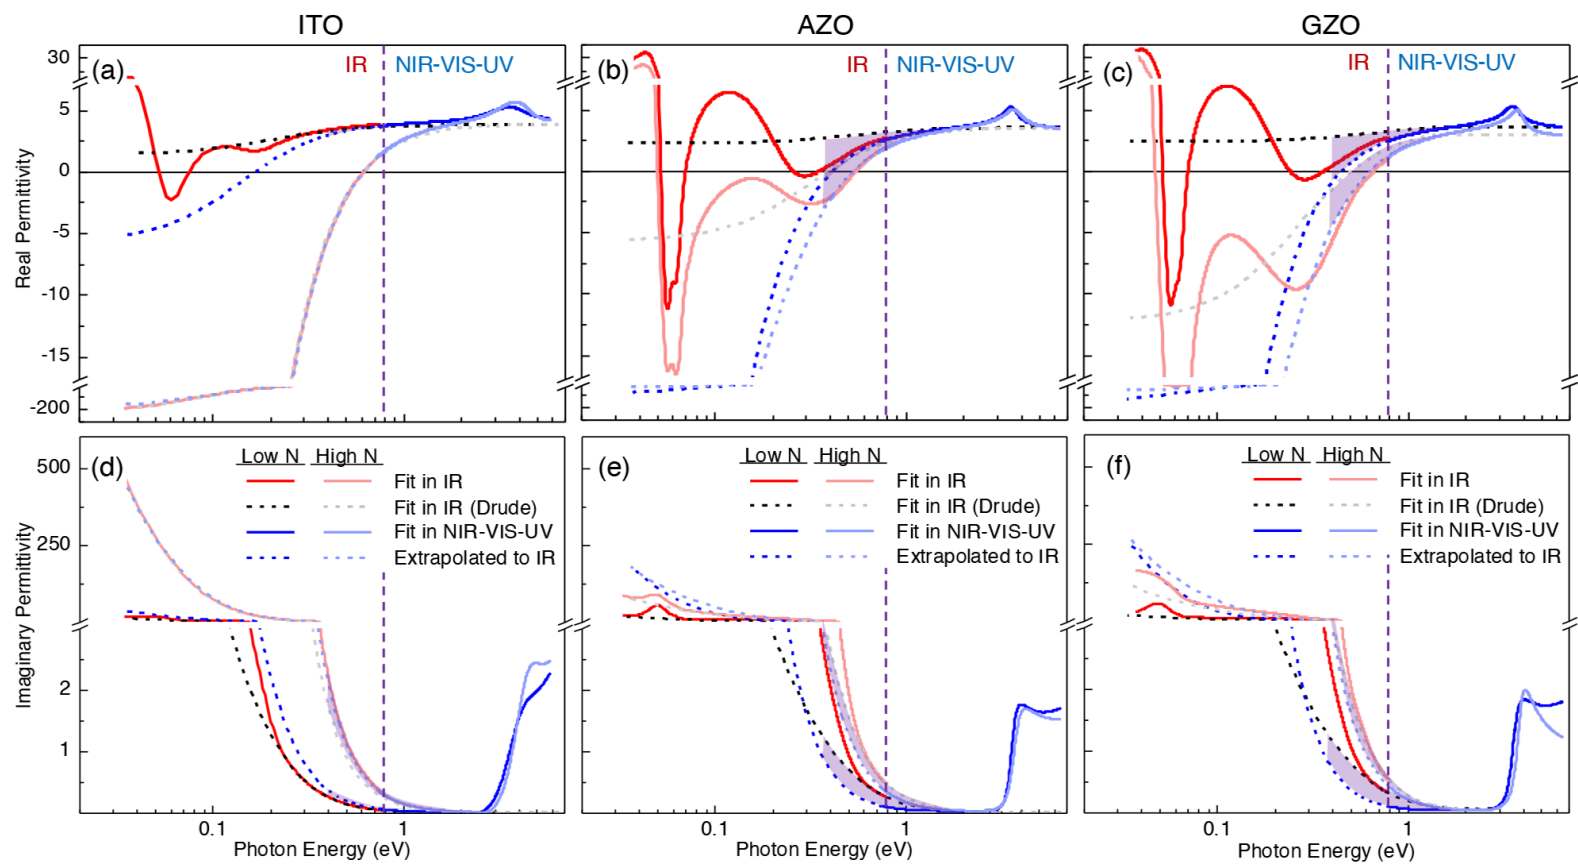 ITO
AZO
GZO
(a)
IR
NIR-VIS-UV
(b)
IR
NIR-VIS-UV
(c)
IR
NIR-VIS-UV
Real Permittivity
30
5
0
-5
-10
-15
-200
(d)
Low N High N
Fit in IR
Fit in IR (Drude)
Fit in NIR-VIS-UV
Extrapolated to IR
(e)
Low N High N
Fit in IR
Fit in IR (Drude)
Fit in NIR-VIS-UV
Extrapolated to IR
(f)
Low N High N
Fit in IR
Fit in IR (Drude)
Fit in NIR-VIS-UV
Extrapolated to IR
Imaginary Permittivity
500
250
2
1
0.1 1
0.1 1
0.1 1
Photon Energy (eV)
Photon Energy (eV)
Photon Energy (eV)